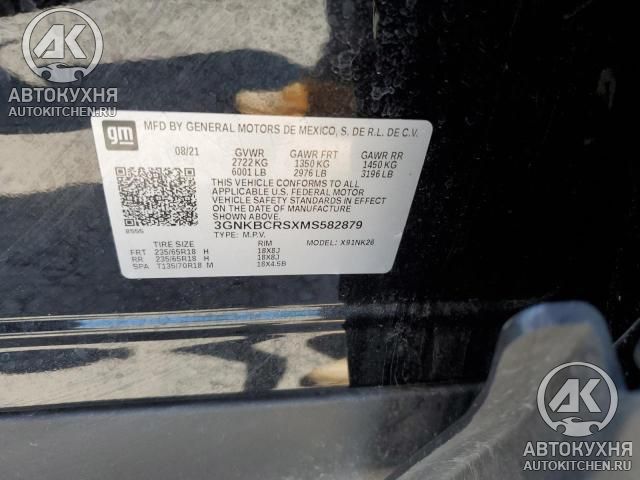 AK
АВТОКУХНЯ
AUTOKITCHEN.RU
gm
MFD BY GENERAL MOTORS DE MEXICO, S. DE R.L. DE C.V.
08/21 GVWR GAWR FRT GAWR RR
2722 KG 1350 KG 1450 KG
6001 LB 2976 LB 3196 LB
THIS VEHICLE CONFORMS TO ALL
APPLICABLE U.S. FEDERAL MOTOR
VEHICLE SAFETY STANDARDS IN EFFECT
ON THE DATE OF MANUFACTURE
3GNKBCRSXMS582879
TYPE: M.P.V. MODEL: X91NK26
TIRE SIZE RIM
FRT 235/65R18 H 18X8J
RR 235/65R18 H 18X8J
SPA T135/70R18 M 18X4.5B
AK
АВТОКУХНЯ
AUTOKITCHEN.RU